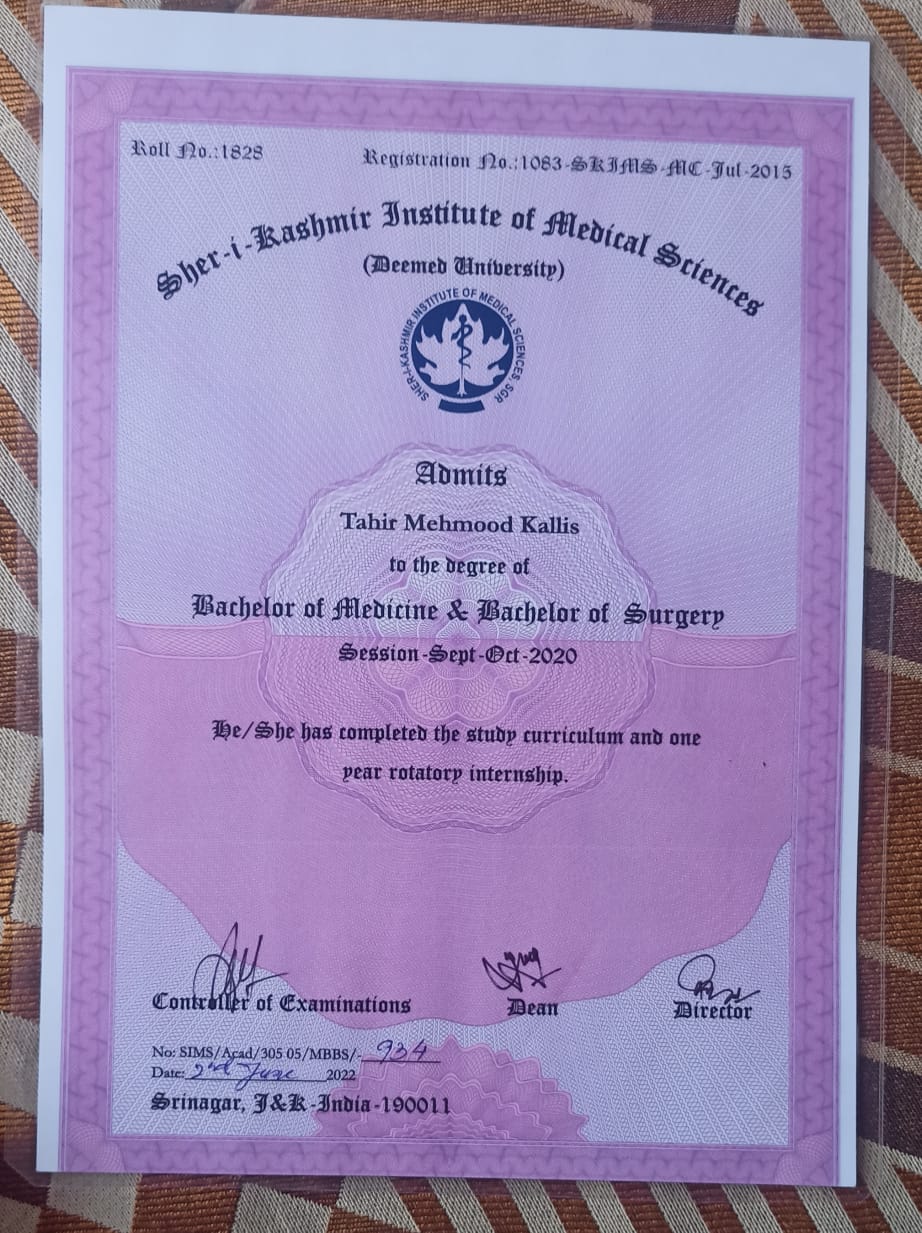 Roll No.:1828
Registration No.:1083-SKIMS-MC-Jul-2015
Sher-i-Kashmir Institute of Medical Sciences
(Deemed University)
SHER-I-KASHMIR INSTITUTE OF MEDICAL SCIENCES SGR
Admits
Tahir Mehmood Kallis
to the degree of
Bachelor of Medicine & Bachelor of Surgery
Session-Sept-Oct-2020
He/She has completed the study curriculum and one
year rotatory internship.
Controller of Examinations
Dean
Director
No: SIMS/Acad/305 05/MBBS/- 934
Date: 2nd June 2022
Srinagar, J&K-India-190011